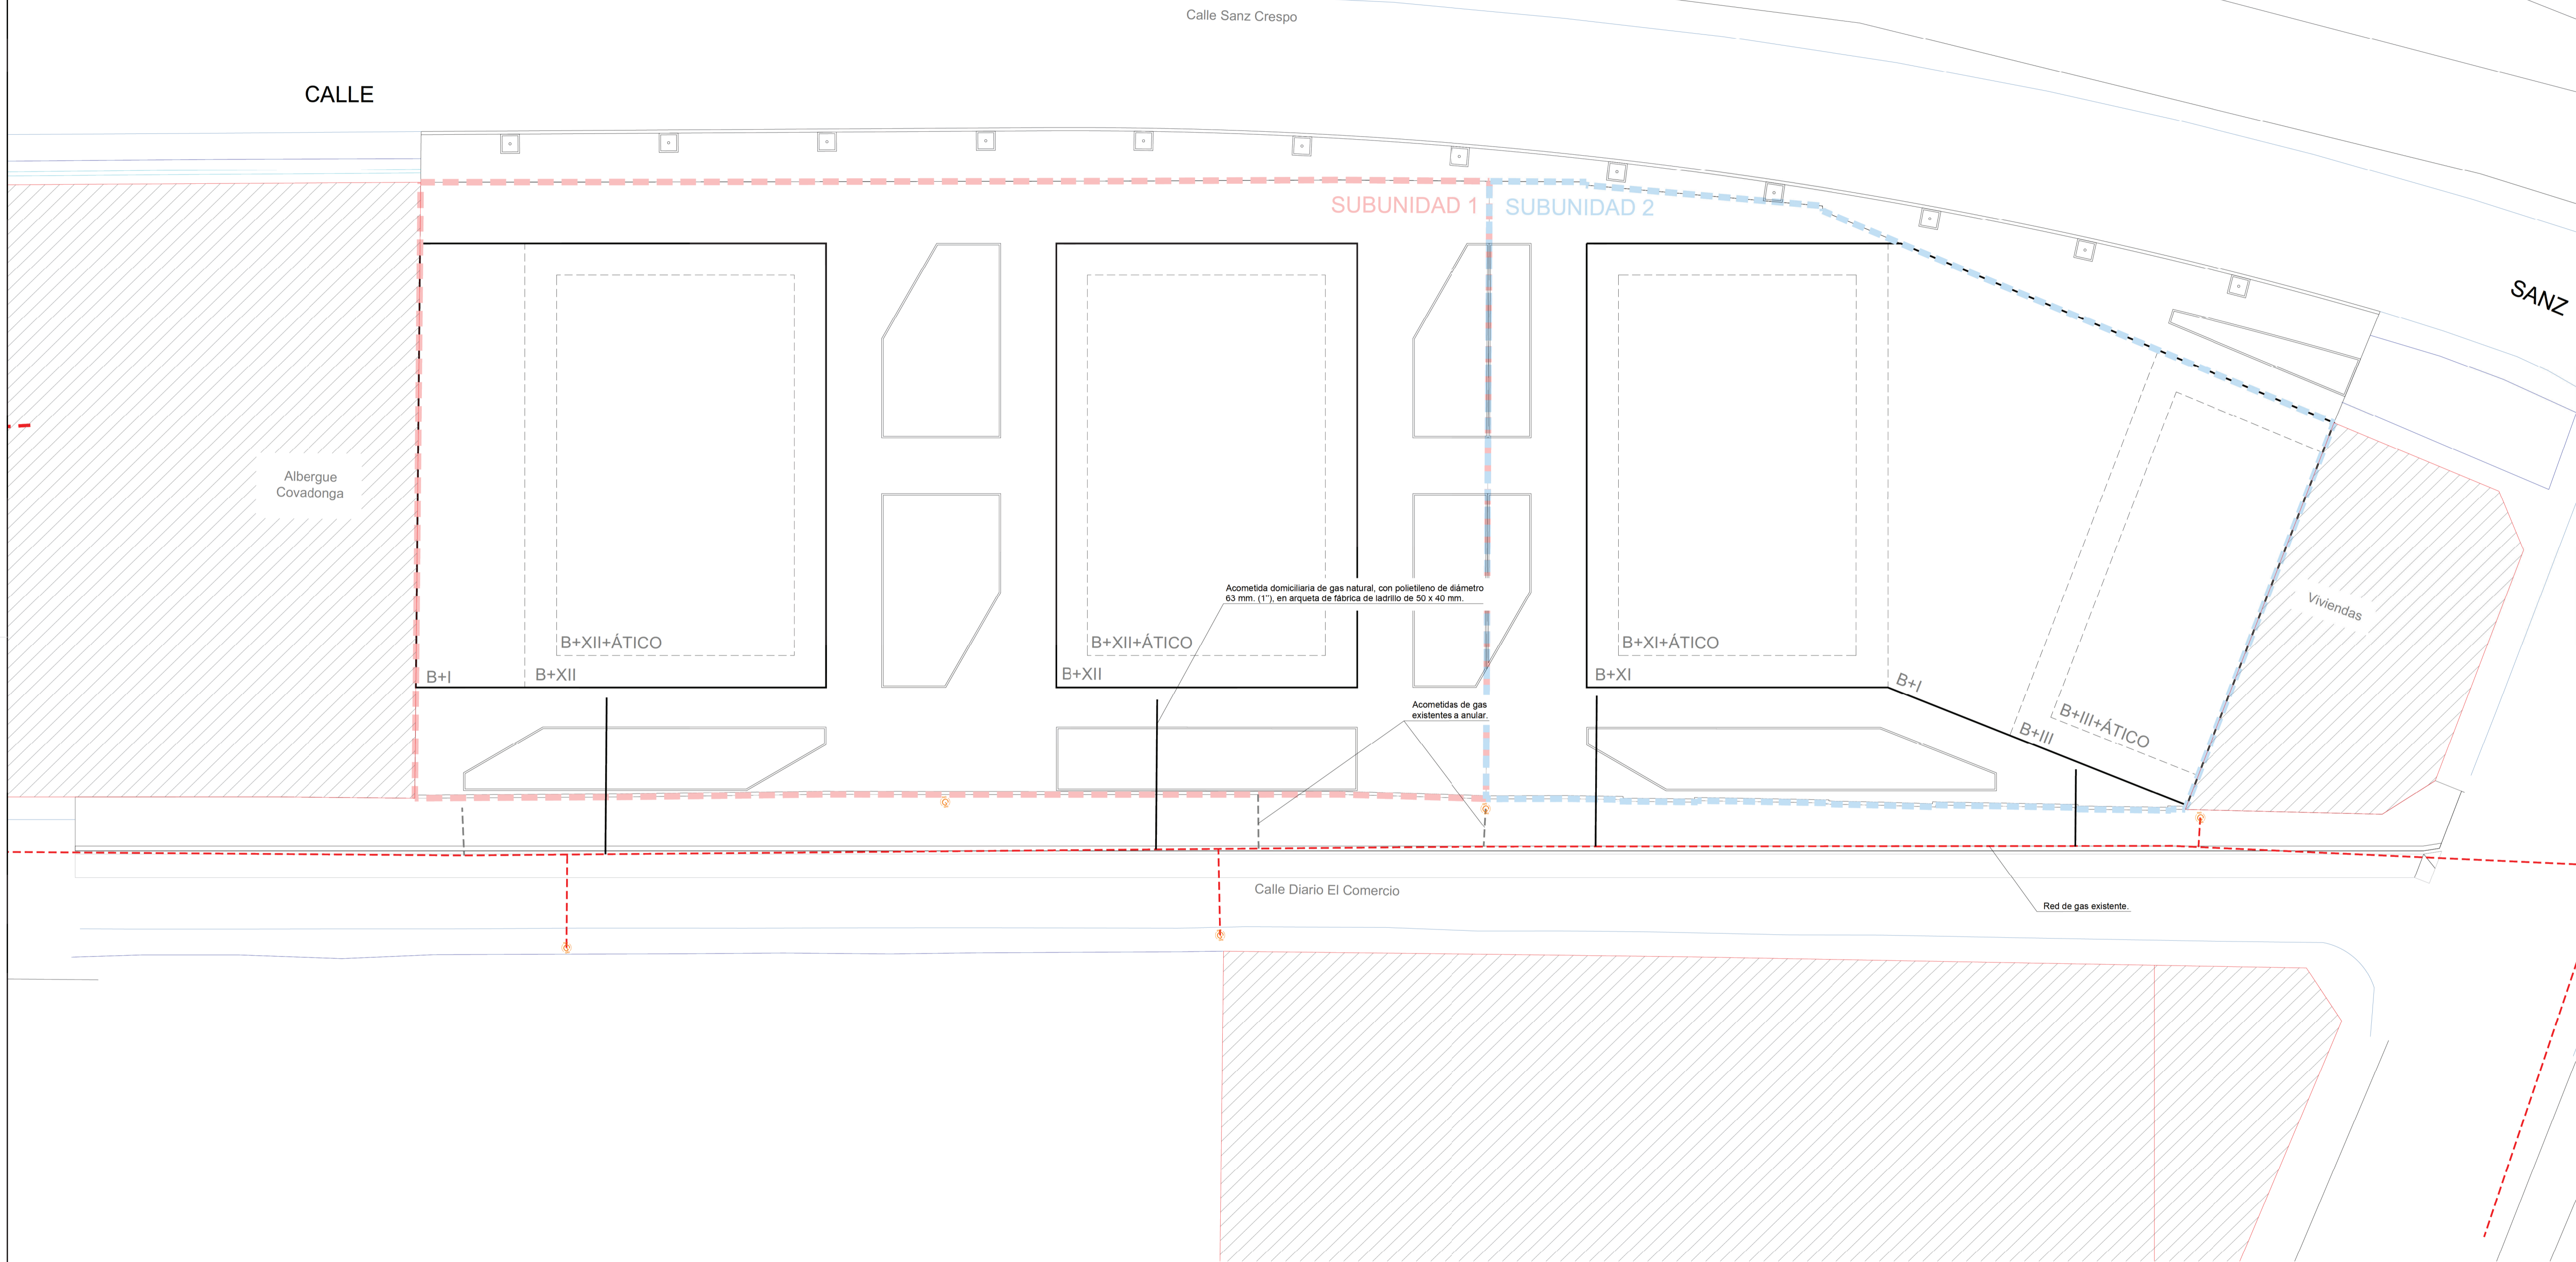 Calle Sanz Crespo
CALLE
SANZ
SUBUNIDAD 1
SUBUNIDAD 2
Albergue
Covadonga
Viviendas
Acometida domiciliaria de gas natural, con polietileno de diámetro
63 mm. (1"), en arqueta de fábrica de ladrillo de 50 x 40 mm.
B+XII+ÁTICO
B+I
B+XII
B+XII+ÁTICO
B+XII
B+XI+ÁTICO
B+XI
B+I
B+III+ÁTICO
B+III
Acometidas de gas
existentes a anular.
Calle Diario El Comercio
Red de gas existente.